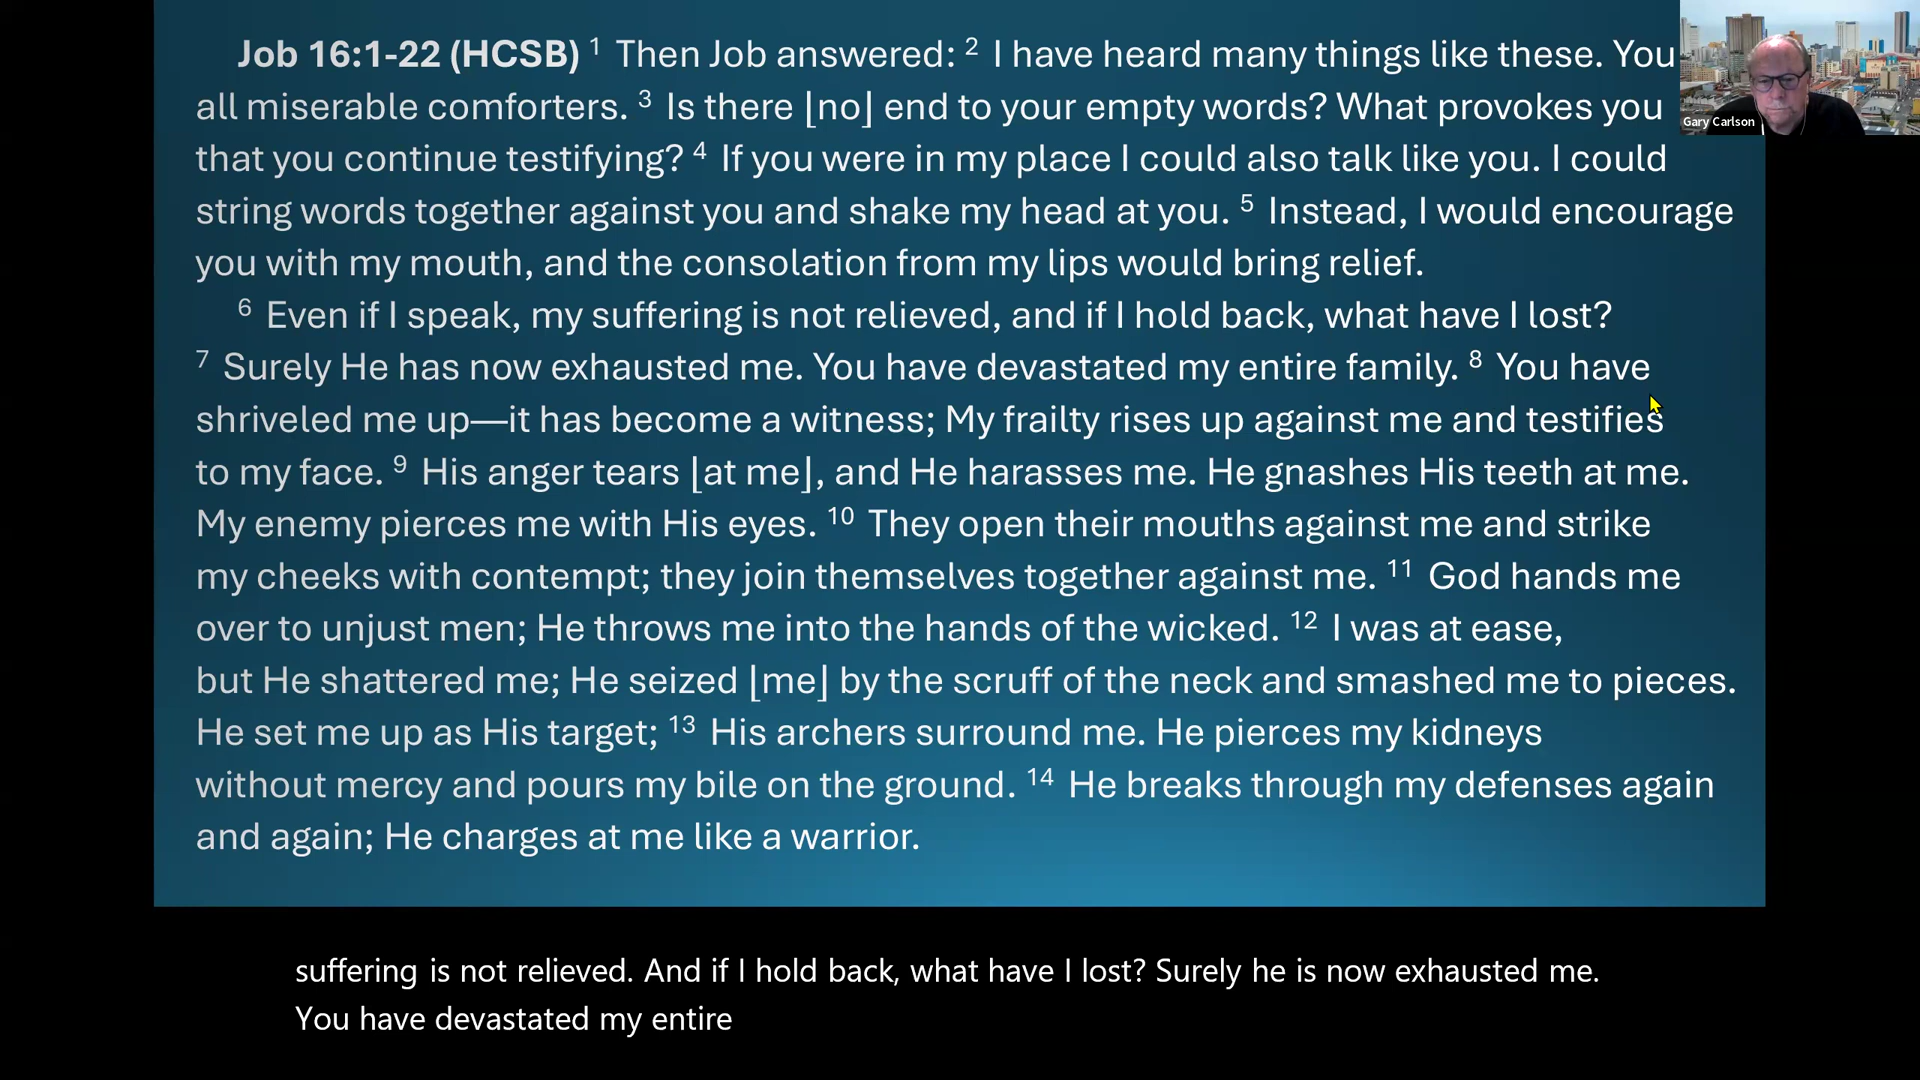 Job 16:1-22 (HCSB) 1 Then Job answered: 2 I have heard many things like these. You
all miserable comforters. 3 Is there ⌊no⌋ end to your empty words? What provokes you
that you continue testifying? 4 If you were in my place I could also talk like you. I could
string words together against you and shake my head at you. 5 Instead, I would encourage
you with my mouth, and the consolation from my lips would bring relief.
6 Even if I speak, my suffering is not relieved, and if I hold back, what have I lost?
7 Surely He has now exhausted me. You have devastated my entire family. 8 You have
shriveled me up—it has become a witness; My frailty rises up against me and testifies
to my face. 9 His anger tears ⌊at me⌋, and He harasses me. He gnashes His teeth at me.
My enemy pierces me with His eyes. 10 They open their mouths against me and strike
my cheeks with contempt; they join themselves together against me. 11 God hands me
over to unjust men; He throws me into the hands of the wicked. 12 I was at ease,
but He shattered me; He seized ⌊me⌋ by the scruff of the neck and smashed me to pieces.
He set me up as His target; 13 His archers surround me. He pierces my kidneys
without mercy and pours my bile on the ground. 14 He breaks through my defenses again
and again; He charges at me like a warrior.
Gary Carlson
suffering is not relieved. And if I hold back, what have I lost? Surely he is now exhausted me.
You have devastated my entire